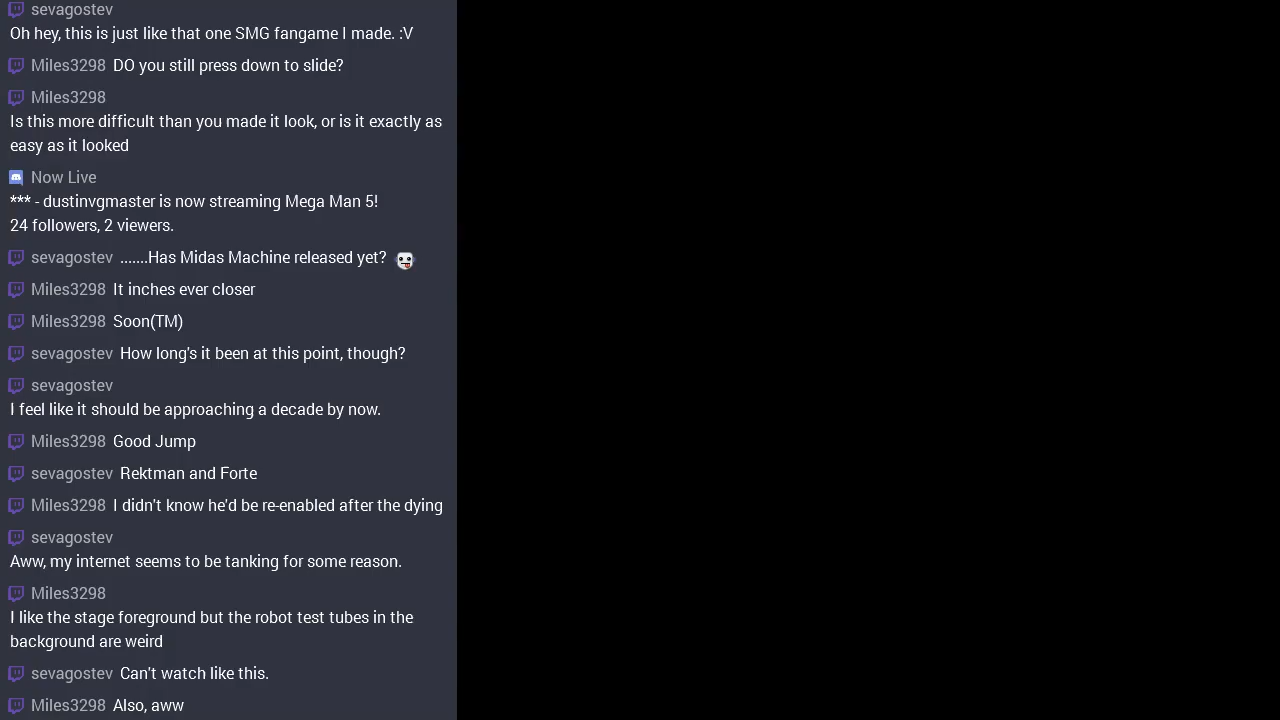 sevagostev
Oh hey, this is just like that one SMG fangame I made. :V
Miles3298 DO you still press down to slide?
Miles3298
Is this more difficult than you made it look, or is it exactly as
easy as it looked
Now Live
*** - dustinvgmaster is now streaming Mega Man 5!
24 followers, 2 viewers.
sevagostev .......Has Midas Machine released yet?
Miles3298 It inches ever closer
Miles3298 Soon(TM)
sevagostev How long's it been at this point, though?
sevagostev
I feel like it should be approaching a decade by now.
Miles3298 Good Jump
sevagostev Rektman and Forte
Miles3298 I didn't know he'd be re-enabled after the dying
sevagostev
Aww, my internet seems to be tanking for some reason.
Miles3298
I like the stage foreground but the robot test tubes in the
background are weird
sevagostev Can't watch like this.
Miles3298 Also, aww